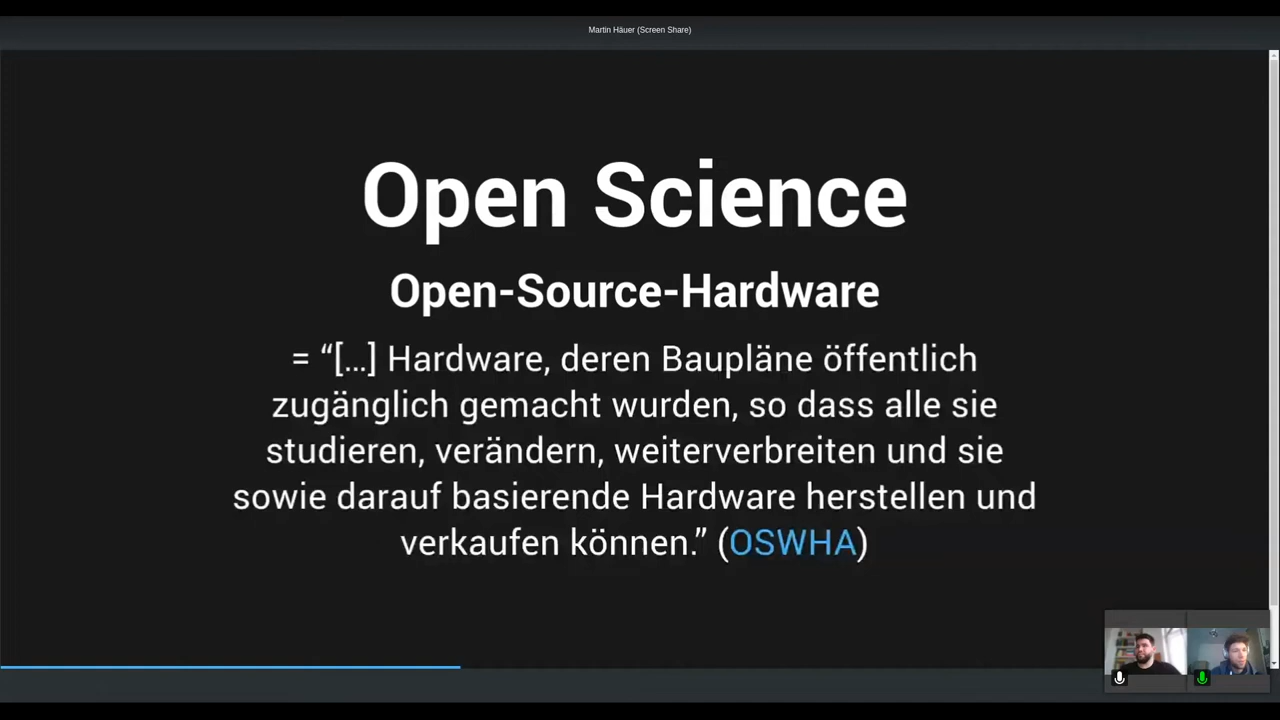 Martin Häuer (Screen Share)
Open Science
Open-Source-Hardware
= “[...] Hardware, deren Baupläne öffentlich
zugänglich gemacht wurden, so dass alle sie
studieren, verändern, weiterverbreiten und sie
sowie darauf basierende Hardware herstellen und
verkaufen können.” (OSWHA)